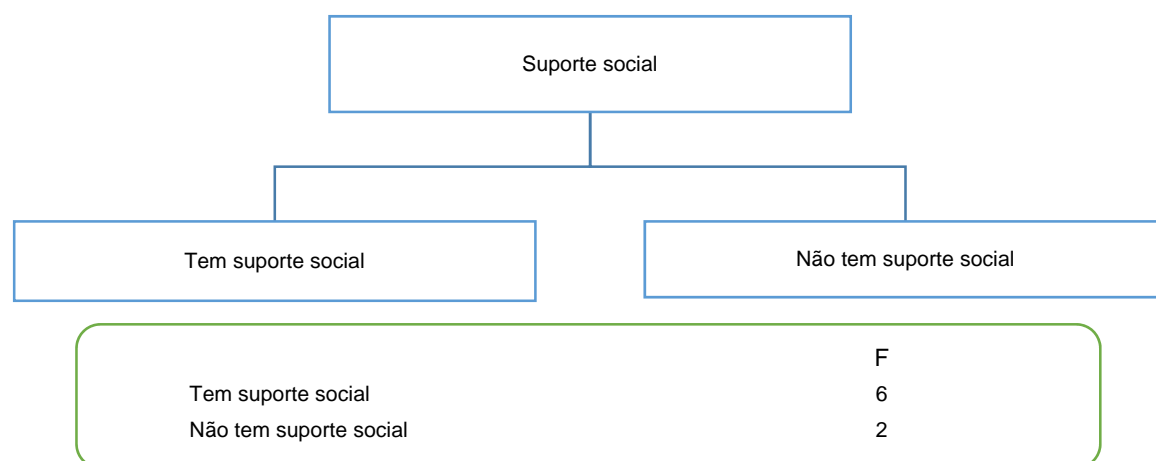 Suporte social
Tem suporte social
Não tem suporte social
F
Tem suporte social 6
Não tem suporte social 2